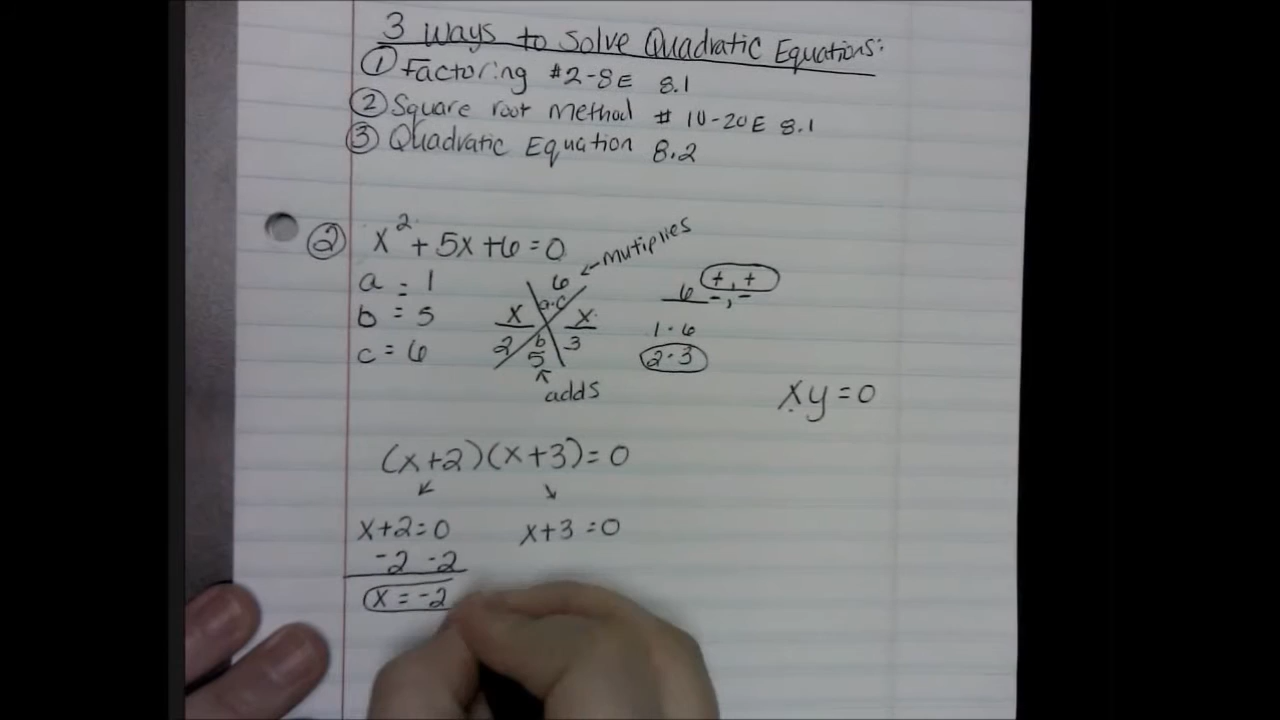 3 Ways to Solve Quadratic Equations:
① Factoring #2-8E 8.1
② Square root method # 10-20E 8.1
③ Quadratic Equation 8.2
② x² + 5x + 6 = 0
a = 1
b = 5
c = 6
6 ← mutiplies
a·c
x x
2 b 3
5
↑ adds
6 +, +
-, -
1 · 6
2 · 3
xy = 0
(x+2)(x+3) = 0
x+2=0 x+3 =0
-2 -2
x = -2